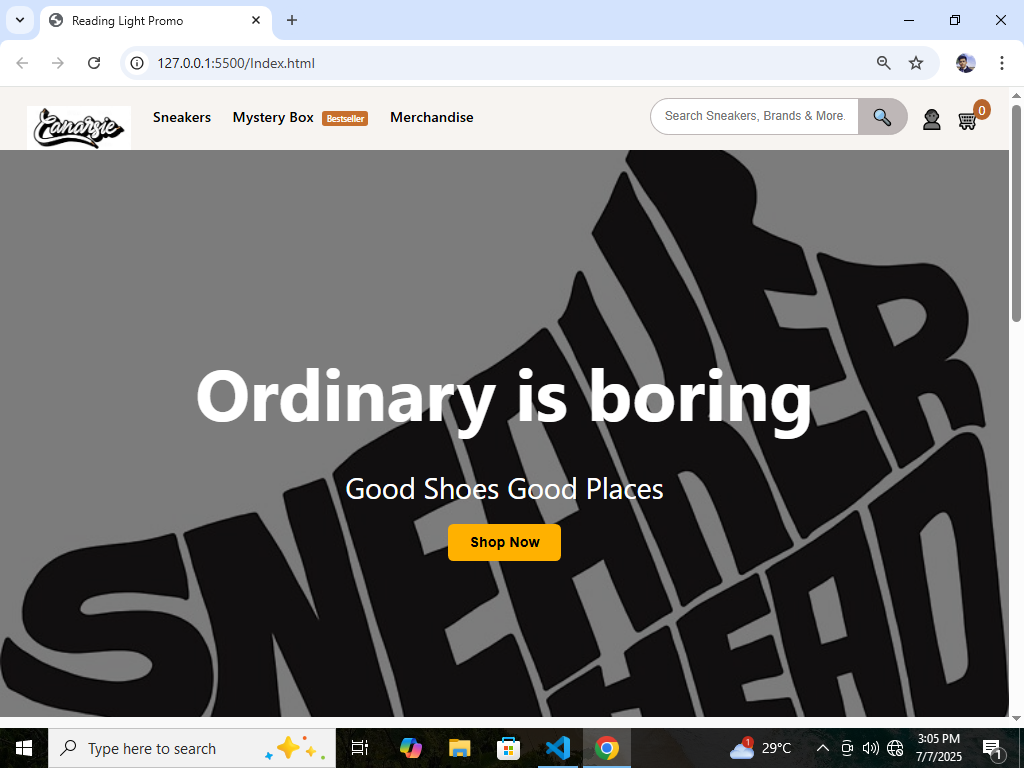 Reading Light Promo
127.0.0.1:5500/Index.html
Canarsie
Sneakers
Mystery Box
Bestseller
Merchandise
Search Sneakers, Brands & More
0
SNEAKER
HEAD
Ordinary is boring
Good Shoes Good Places
Shop Now
Type here to search
1
29°C
3:05 PM
7/7/2025
1